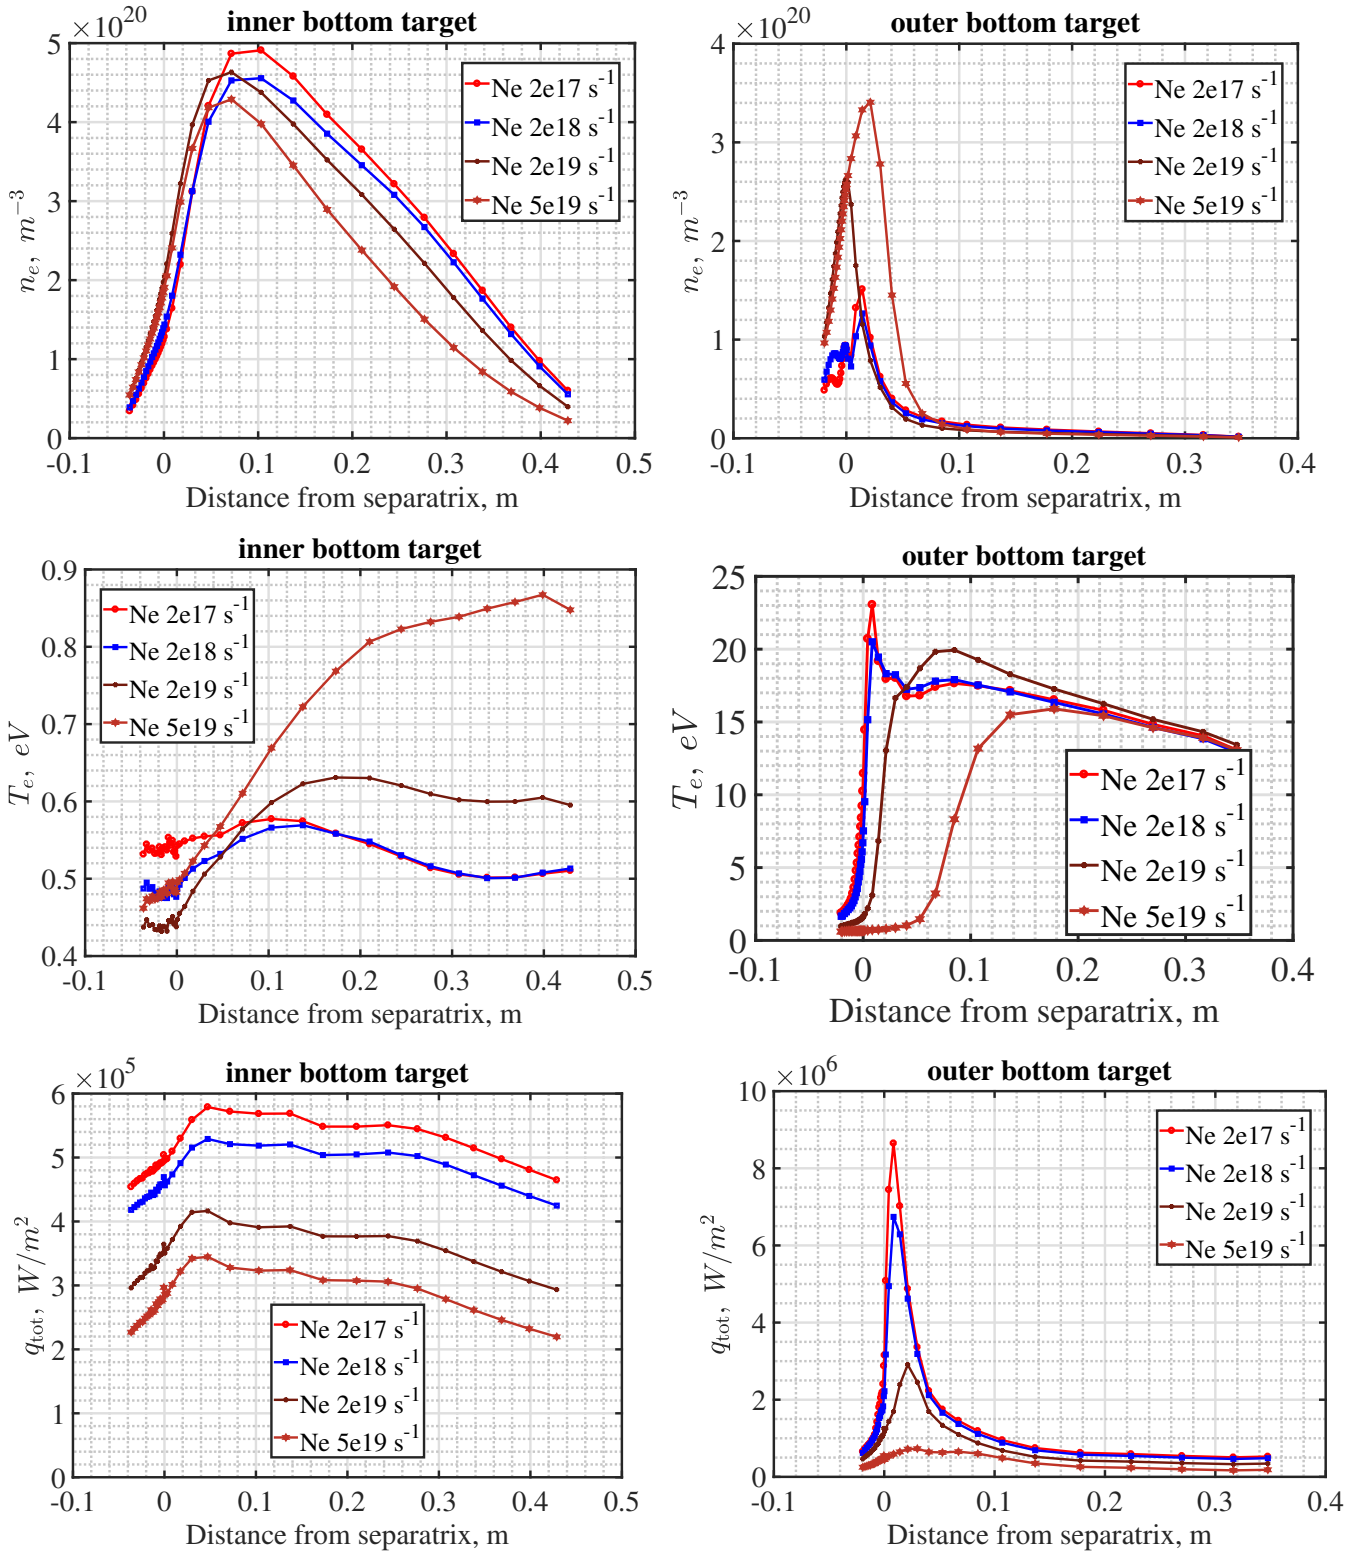 ×10^20
inner bottom target
5
4
3
2
1
0
n_e, m^-3
Ne 2e17 s^-1
Ne 2e18 s^-1
Ne 2e19 s^-1
Ne 5e19 s^-1
-0.1 0 0.1 0.2 0.3 0.4 0.5
Distance from separatrix, m
×10^20
outer bottom target
4
3
2
1
0
n_e, m^-3
Ne 2e17 s^-1
Ne 2e18 s^-1
Ne 2e19 s^-1
Ne 5e19 s^-1
-0.1 0 0.1 0.2 0.3 0.4
Distance from separatrix, m
inner bottom target
0.9
0.8
0.7
0.6
0.5
0.4
T_e, eV
Ne 2e17 s^-1
Ne 2e18 s^-1
Ne 2e19 s^-1
Ne 5e19 s^-1
-0.1 0 0.1 0.2 0.3 0.4 0.5
Distance from separatrix, m
outer bottom target
25
20
15
10
5
0
T_e, eV
Ne 2e17 s^-1
Ne 2e18 s^-1
Ne 2e19 s^-1
Ne 5e19 s^-1
-0.1 0 0.1 0.2 0.3 0.4
Distance from separatrix, m
×10^5
inner bottom target
6
5
4
3
2
1
0
q_tot, W/m^2
Ne 2e17 s^-1
Ne 2e18 s^-1
Ne 2e19 s^-1
Ne 5e19 s^-1
-0.1 0 0.1 0.2 0.3 0.4 0.5
Distance from separatrix, m
×10^6
outer bottom target
10
8
6
4
2
0
q_tot, W/m^2
Ne 2e17 s^-1
Ne 2e18 s^-1
Ne 2e19 s^-1
Ne 5e19 s^-1
-0.1 0 0.1 0.2 0.3 0.4
Distance from separatrix, m